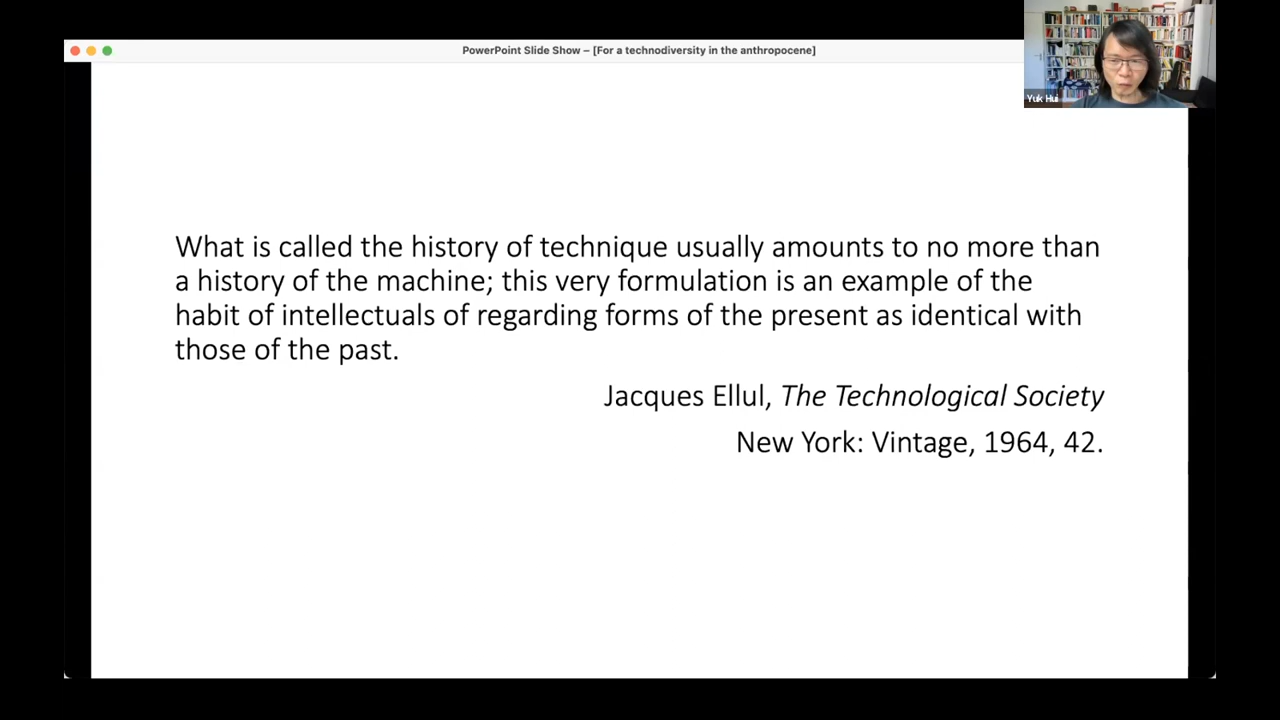 PowerPoint Slide Show – [For a technodiversity in the anthropocene]
Yuk Hui
What is called the history of technique usually amounts to no more than
a history of the machine; this very formulation is an example of the
habit of intellectuals of regarding forms of the present as identical with
those of the past.
Jacques Ellul, The Technological Society
New York: Vintage, 1964, 42.